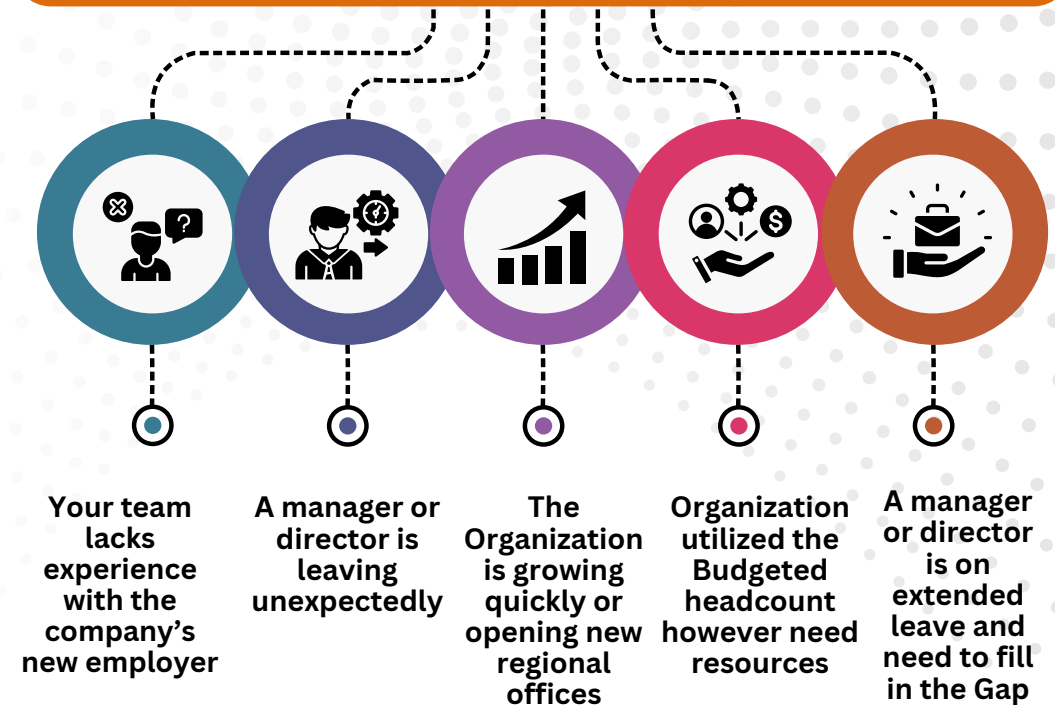 Your team
lacks
experience
with the
company's
new employer
A manager or
director is
leaving
unexpectedly
The
Organization
is growing
quickly or
opening new
regional
offices
Organization
utilized the
Budgeted
headcount
however need
resources
A manager
or director
is on
extended
leave and
need to fill
in the Gap